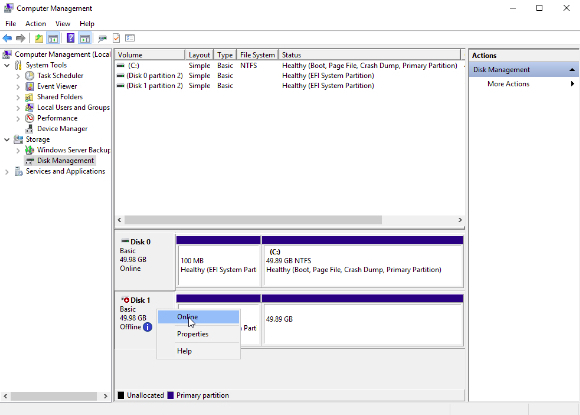 Computer Management
File Action View Help
Computer Management (Local
System Tools
Task Scheduler
Event Viewer
Shared Folders
Local Users and Groups
Performance
Device Manager
Storage
Windows Server Backup
Disk Management
Services and Applications
Volume Layout Type File System Status
(C:) Simple Basic NTFS Healthy (Boot, Page File, Crash Dump, Primary Partition)
(Disk 0 partition 2) Simple Basic Healthy (EFI System Partition)
(Disk 1 partition 2) Simple Basic Healthy (EFI System Partition)
Actions
Disk Management
More Actions
Disk 0
Basic
49.98 GB
Online
100 MB
Healthy (EFI System Part
(C:)
49.89 GB NTFS
Healthy (Boot, Page File, Crash Dump, Primary Partition)
Disk 1
Basic
49.98 GB
Offline
Part
49.89 GB
Online
Properties
Help
Unallocated Primary partition